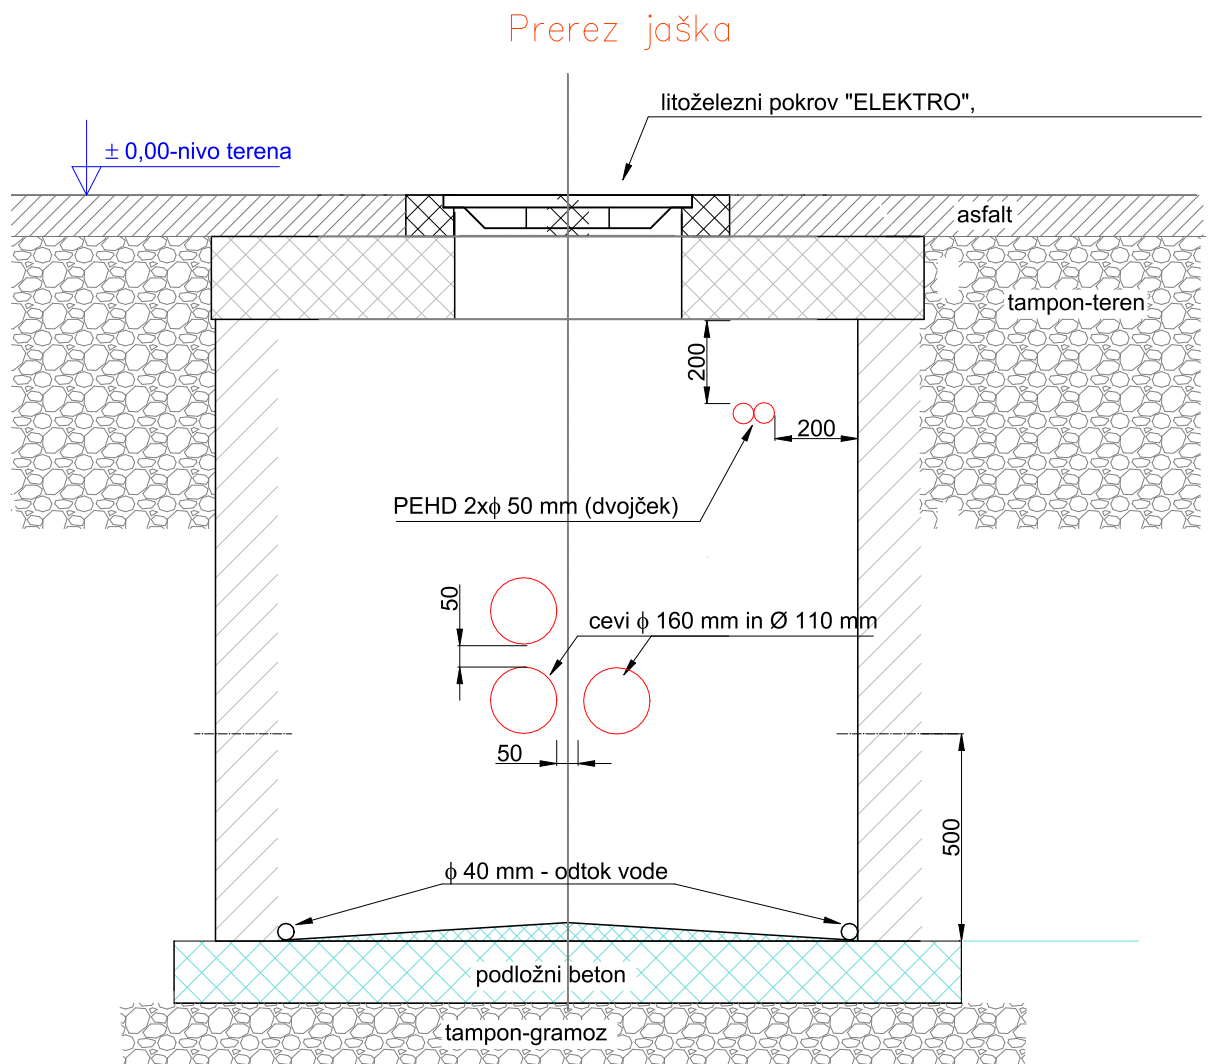 Prerez jaška
litoželezni pokrov "ELEKTRO",
± 0,00-nivo terena
asfalt
tampon-teren
200
200
PEHD 2xϕ 50 mm (dvojček)
50
cevi ϕ 160 mm in Ø 110 mm
50
500
ϕ 40 mm - odtok vode
podložni beton
tampon-gramoz